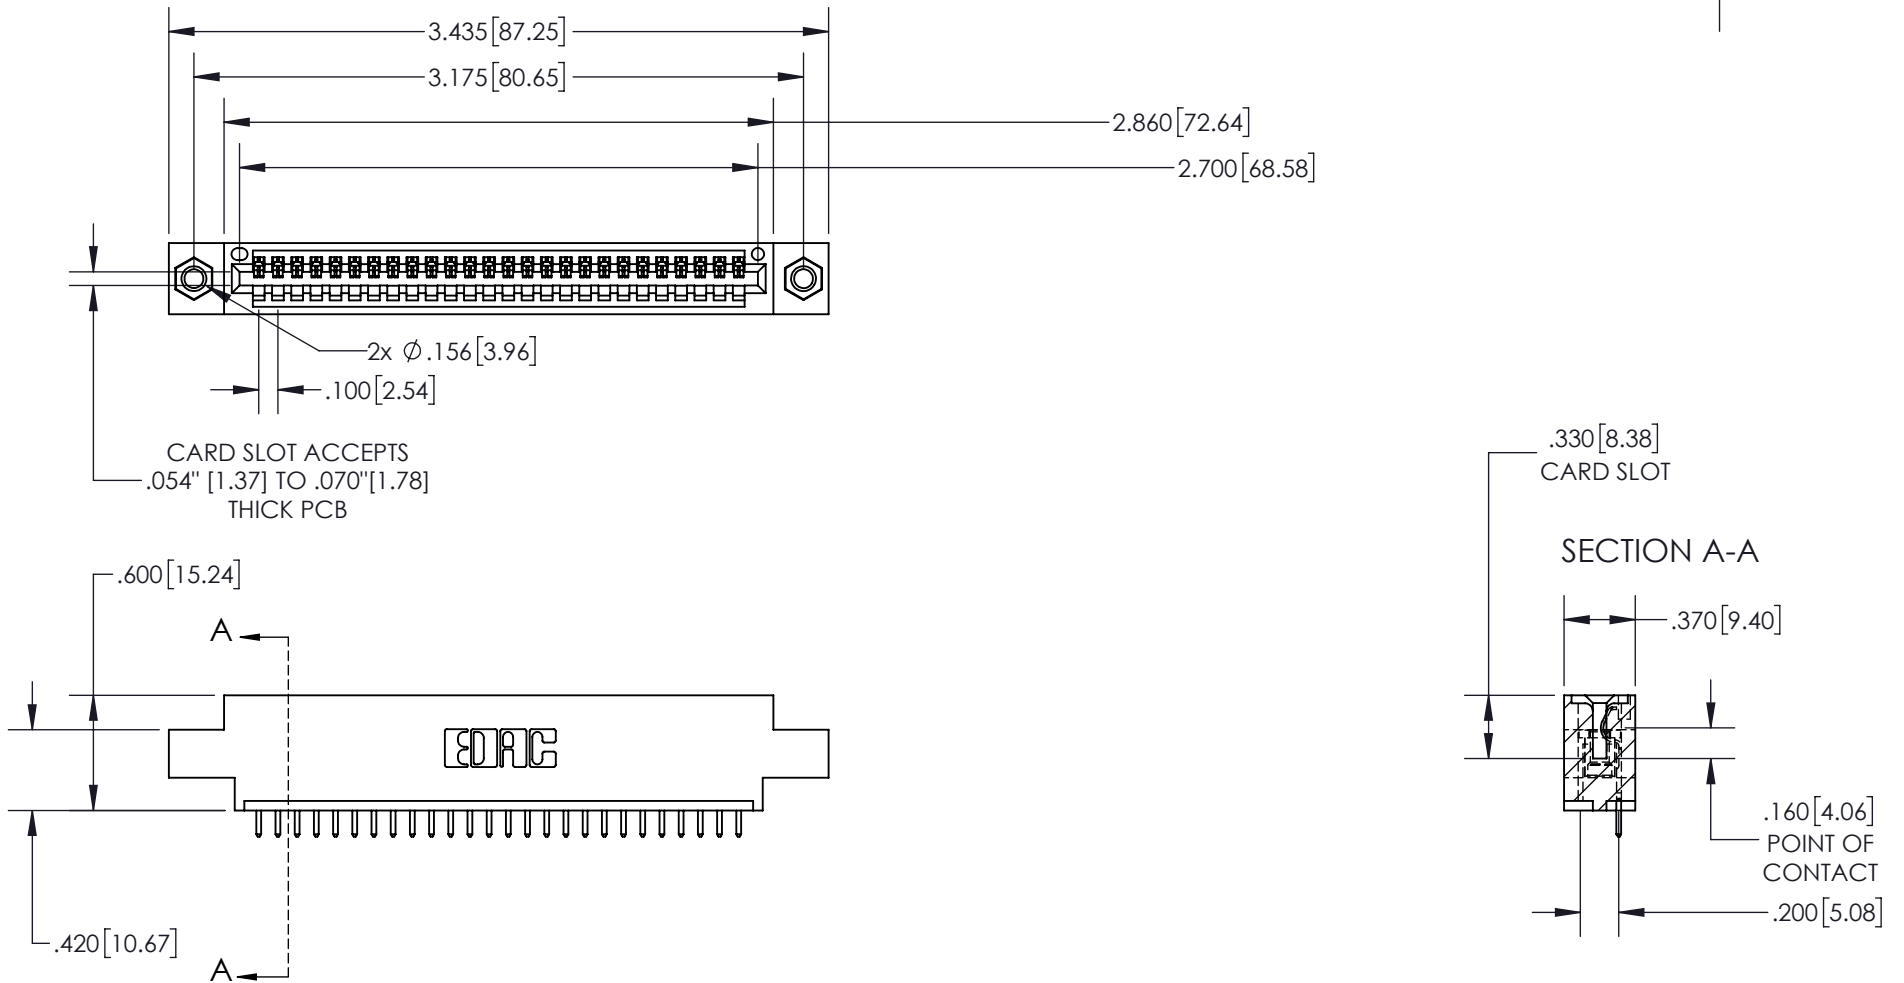 3.435[87.25]
3.175[80.65]
2.860[72.64]
2.700[68.58]
2x Ø.156[3.96]
.100[2.54]
CARD SLOT ACCEPTS
.054" [1.37] TO .070"[1.78]
THICK PCB
.330[8.38]
CARD SLOT
SECTION A-A
.600[15.24]
A
.370[9.40]
EDAC
.160[4.06]
POINT OF
CONTACT
.200[5.08]
.420[10.67]
A